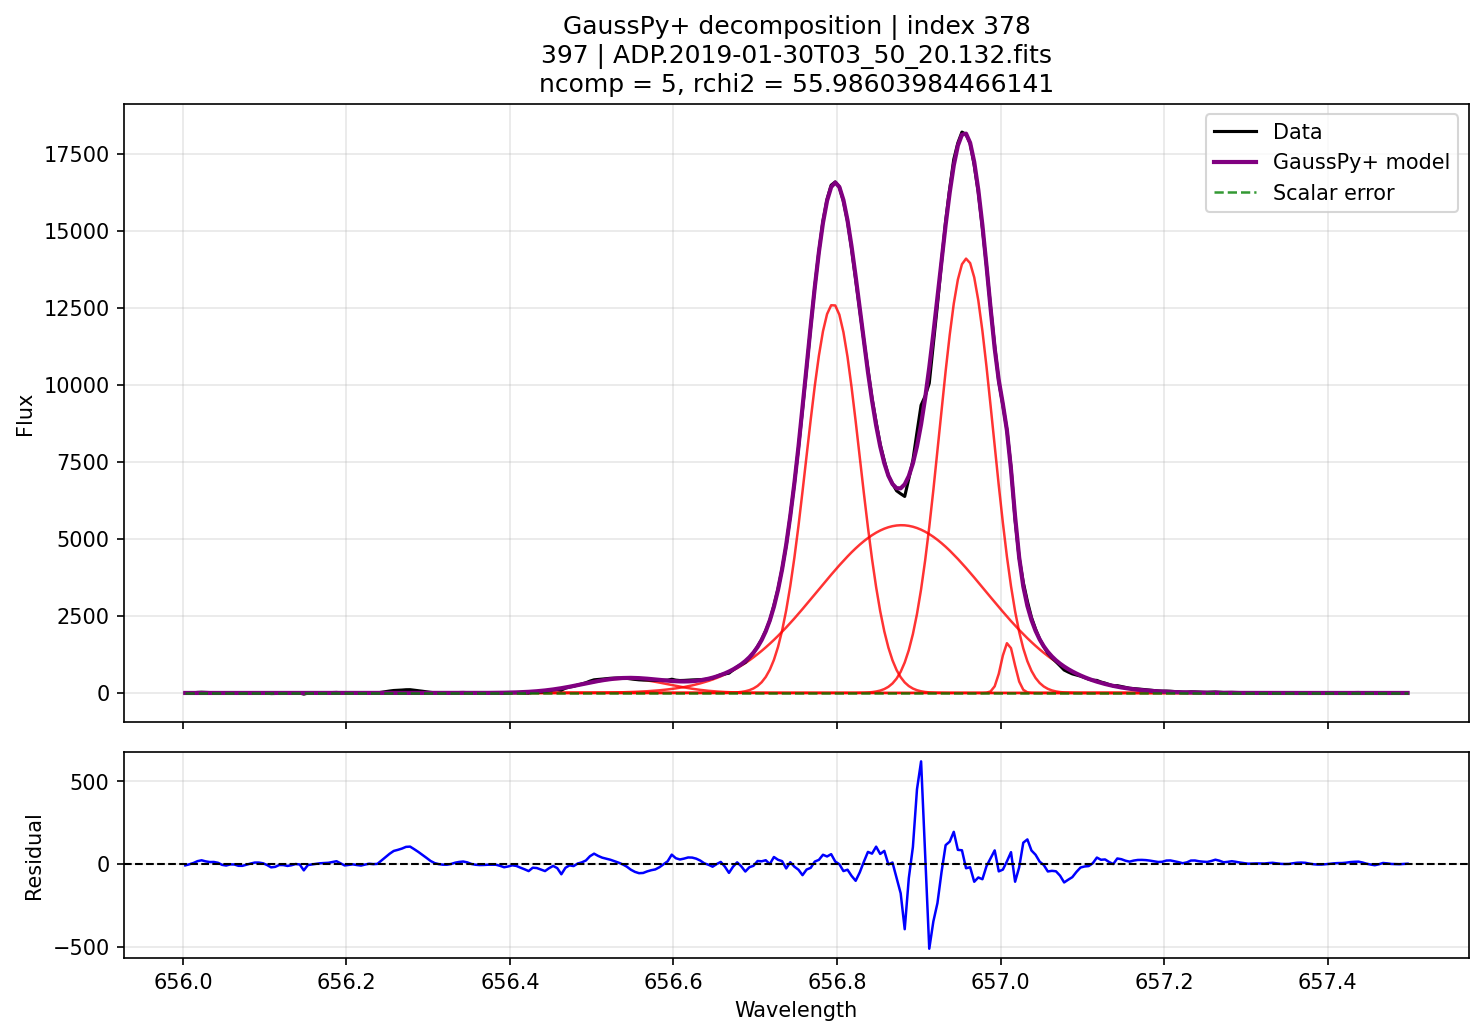 GaussPy+ decomposition | index 378
397 | ADP.2019-01-30T03_50_20.132.fits
ncomp = 5, rchi2 = 55.98603984466141
Data
GaussPy+ model
Scalar error
Flux
17500
15000
12500
10000
7500
5000
2500
0
Residual
500
0
−500
656.0
656.2
656.4
656.6
656.8
657.0
657.2
657.4
Wavelength